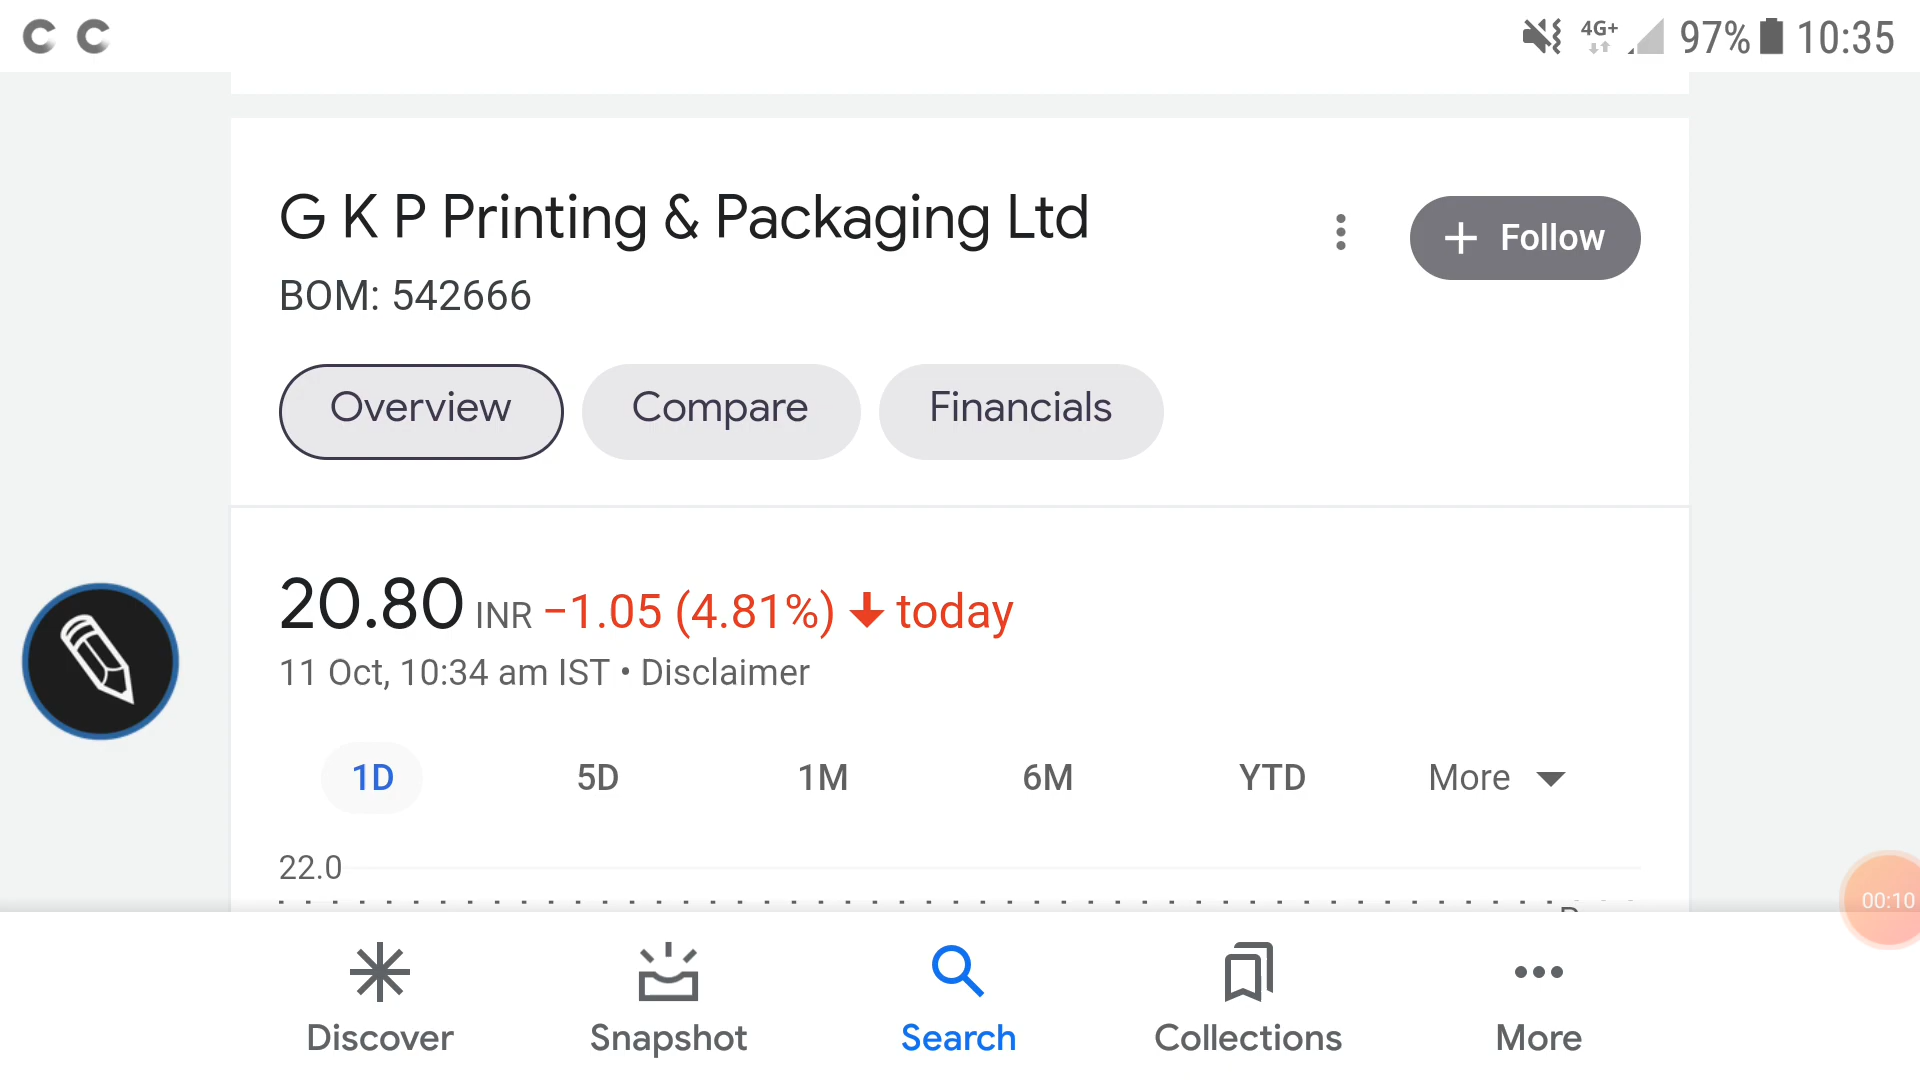 4G+ 97% 10:35
G K P Printing & Packaging Ltd
+ Follow
BOM: 542666
Overview Compare Financials
20.80 INR −1.05 (4.81%) ↓ today
11 Oct, 10:34 am IST • Disclaimer
1D 5D 1M 6M YTD More
22.0
00:10
Discover Snapshot Search Collections More